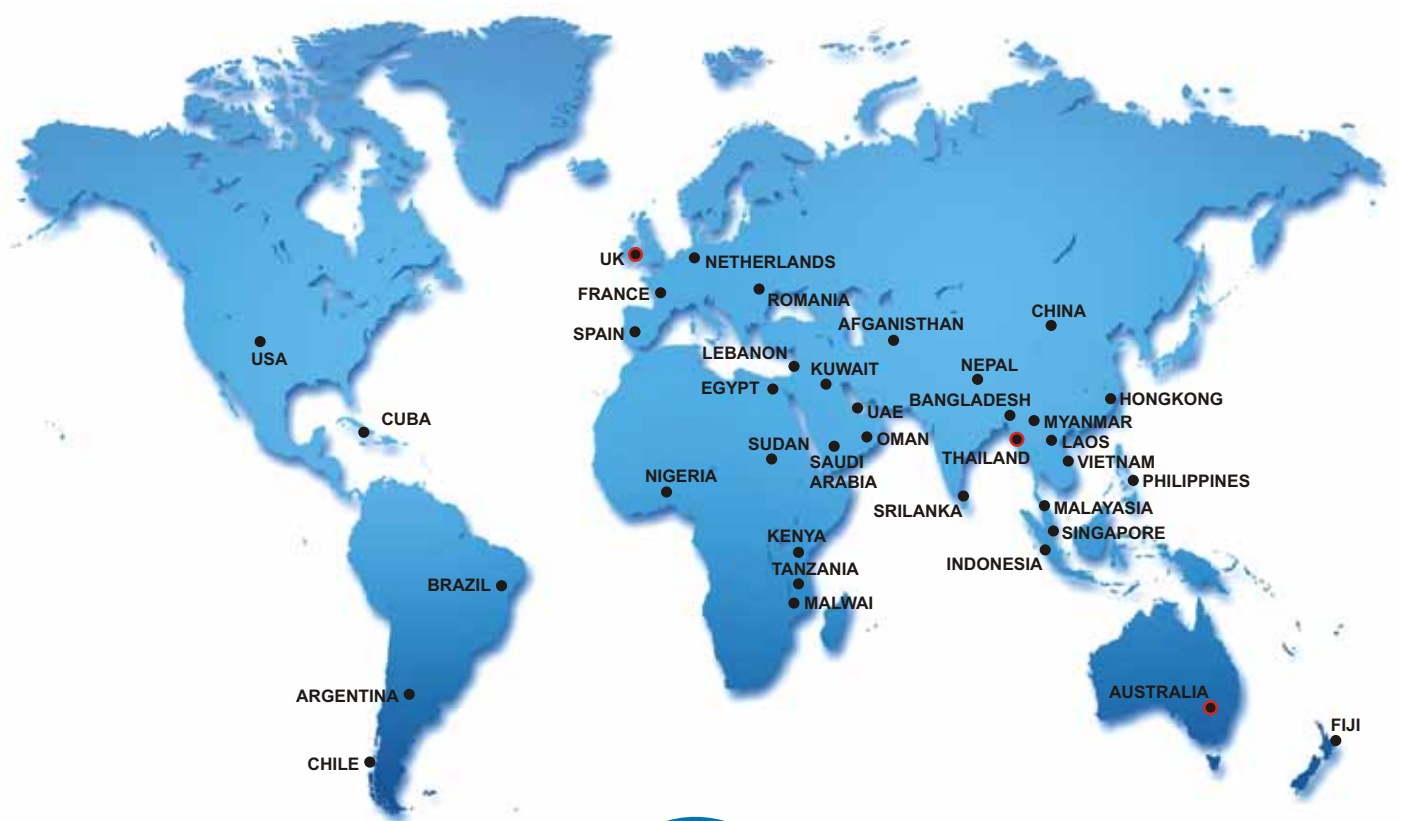 UK
NETHERLANDS
FRANCE
ROMANIA
CHINA
AFGANISTHAN
SPAIN
LEBANON
USA
KUWAIT
NEPAL
EGYPT
BANGLADESH
HONGKONG
UAE
CUBA
MYANMAR
OMAN
LAOS
SUDAN
SAUDI
ARABIA
THAILAND
VIETNAM
NIGERIA
PHILIPPINES
SRILANKA
MALAYASIA
SINGAPORE
KENYA
INDONESIA
TANZANIA
BRAZIL
MALWAI
ARGENTINA
AUSTRALIA
FIJI
CHILE